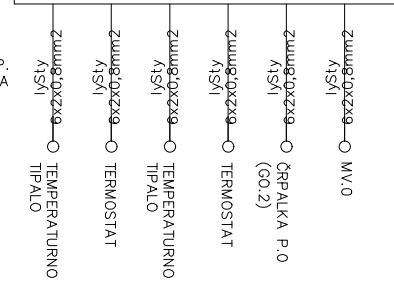 IySty
6x2x0,8mm2
IySty
6x2x0,8mm2
IySty
6x2x0,8mm2
IySty
6x2x0,8mm2
IySty
6x2x0,8mm2
IySty
6x2x0,8mm2
TEMPERATURNO
TIPALO
TERMOSTAT
TEMPERATURNO
TIPALO
TERMOSTAT
ČRPALKA P.0
(GO.2)
MV.0